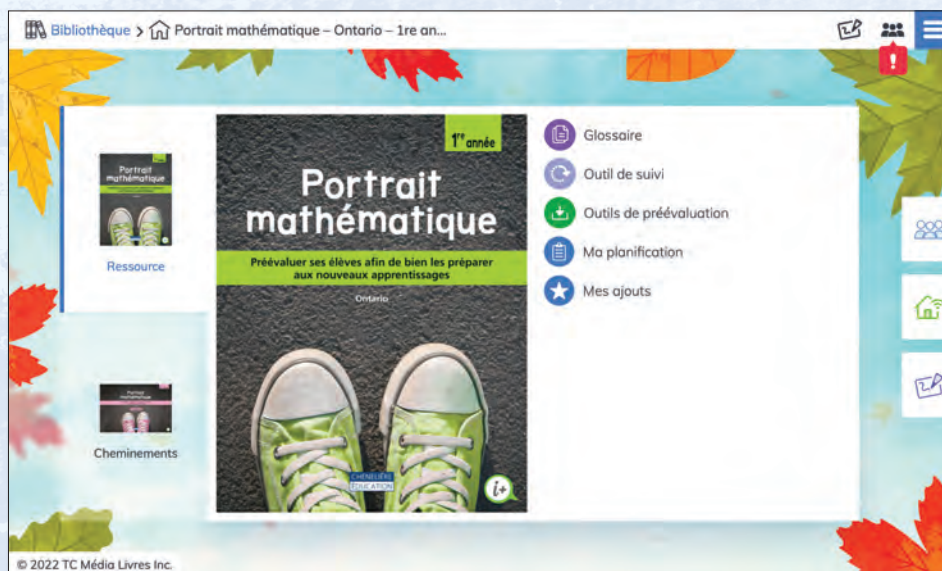 Bibliothèque > Portrait mathématique – Ontario – 1re an...
Portrait
mathématique
Ressource
Cheminements
1re année
Portrait
mathématique
Préévaluer ses élèves afin de bien les préparer
aux nouveaux apprentissages
Ontario
CHENELIÈRE
ÉDUCATION
i+
Glossaire
Outil de suivi
Outils de préévaluation
Ma planification
Mes ajouts
© 2022 TC Média Livres Inc.